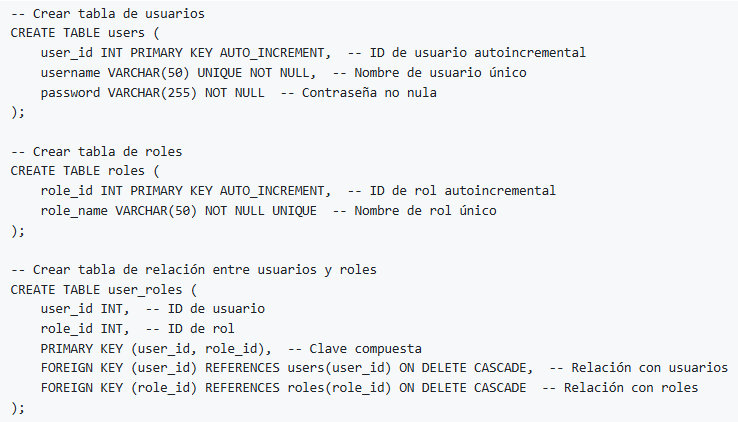 -- Crear tabla de usuarios
CREATE TABLE users (
    user_id INT PRIMARY KEY AUTO_INCREMENT,  -- ID de usuario autoincremental
    username VARCHAR(50) UNIQUE NOT NULL,  -- Nombre de usuario único
    password VARCHAR(255) NOT NULL  -- Contraseña no nula
);

-- Crear tabla de roles
CREATE TABLE roles (
    role_id INT PRIMARY KEY AUTO_INCREMENT,  -- ID de rol autoincremental
    role_name VARCHAR(50) NOT NULL UNIQUE  -- Nombre de rol único
);

-- Crear tabla de relación entre usuarios y roles
CREATE TABLE user_roles (
    user_id INT,  -- ID de usuario
    role_id INT,  -- ID de rol
    PRIMARY KEY (user_id, role_id),  -- Clave compuesta
    FOREIGN KEY (user_id) REFERENCES users(user_id) ON DELETE CASCADE,  -- Relación con usuarios
    FOREIGN KEY (role_id) REFERENCES roles(role_id) ON DELETE CASCADE  -- Relación con roles
);